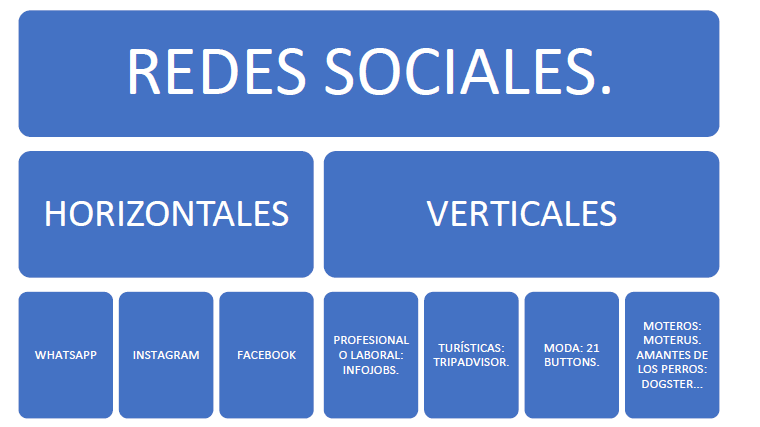 REDES SOCIALES.
HORIZONTALES
VERTICALES
WHATSAPP
INSTAGRAM
FACEBOOK
PROFESIONAL
O LABORAL:
INFOJOBS.
TURÍSTICAS:
TRIPADVISOR.
MODA: 21
BUTTONS.
MOTEROS:
MOTERUS.
AMANTES DE
LOS PERROS:
DOGSTER...